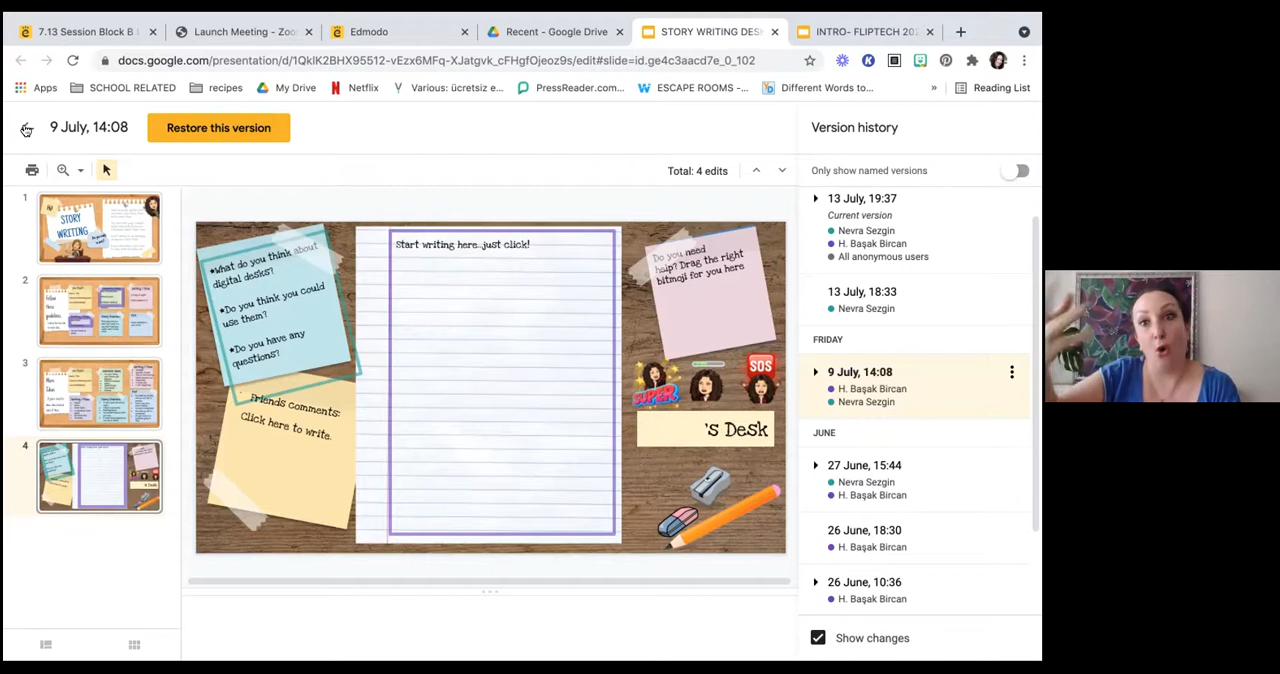 7.13 Session Block B
Launch Meeting - Zoo
Edmodo
Recent - Google Drive
STORY WRITING DES
INTRO- FLIPTECH 202
docs.google.com/presentation/d/1QklK2BHX95512-vEzx6MFq-XJatgvk_cFHgfOjeoz9s/edit#slide=id.ge4c3aacd7e_0_102
Apps
SCHOOL RELATED
recipes
My Drive
Netflix
Various: ücretsiz e...
PressReader.com...
ESCAPE ROOMS -...
Different Words to...
»
Reading List
9 July, 14:08
Restore this version
Version history
Total: 4 edits
Only show named versions
1
STORY
WRITING
2
3
4
•What do you think about
digital desks?
•Do you think you could
use them?
•Do you have any
questions?
Friends comments:
Click here to write.
Start writing here...just click!
Do you need
help? Drag the right
bitmoji for you here
SUPER
SOS
's Desk
13 July, 19:37
Current version
Nevra Sezgin
H. Başak Bircan
All anonymous users
13 July, 18:33
Nevra Sezgin
FRIDAY
9 July, 14:08
H. Başak Bircan
Nevra Sezgin
JUNE
27 June, 15:44
Nevra Sezgin
H. Başak Bircan
26 June, 18:30
H. Başak Bircan
26 June, 10:36
H. Başak Bircan
Show changes